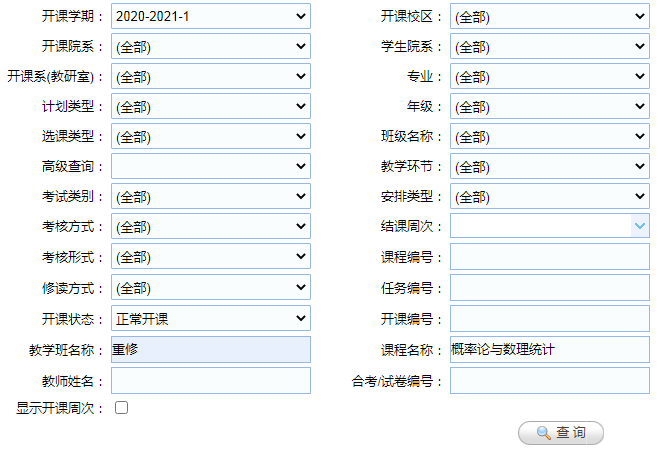 开课学期： 2020-2021-1 开课校区： (全部)
开课院系： (全部) 学生院系： (全部)
开课系(教研室)： (全部) 专业： (全部)
计划类型： (全部) 年级： (全部)
选课类型： (全部) 班级名称： (全部)
高级查询： 教学环节： (全部)
考试类别： (全部) 安排类型： (全部)
考核方式： (全部) 结课周次：
考核形式： (全部) 课程编号：
修读方式： (全部) 任务编号：
开课状态： 正常开课 开课编号：
教学班名称： 重修 课程名称： 概率论与数理统计
教师姓名： 合考/试卷编号：
显示开课周次：
查询